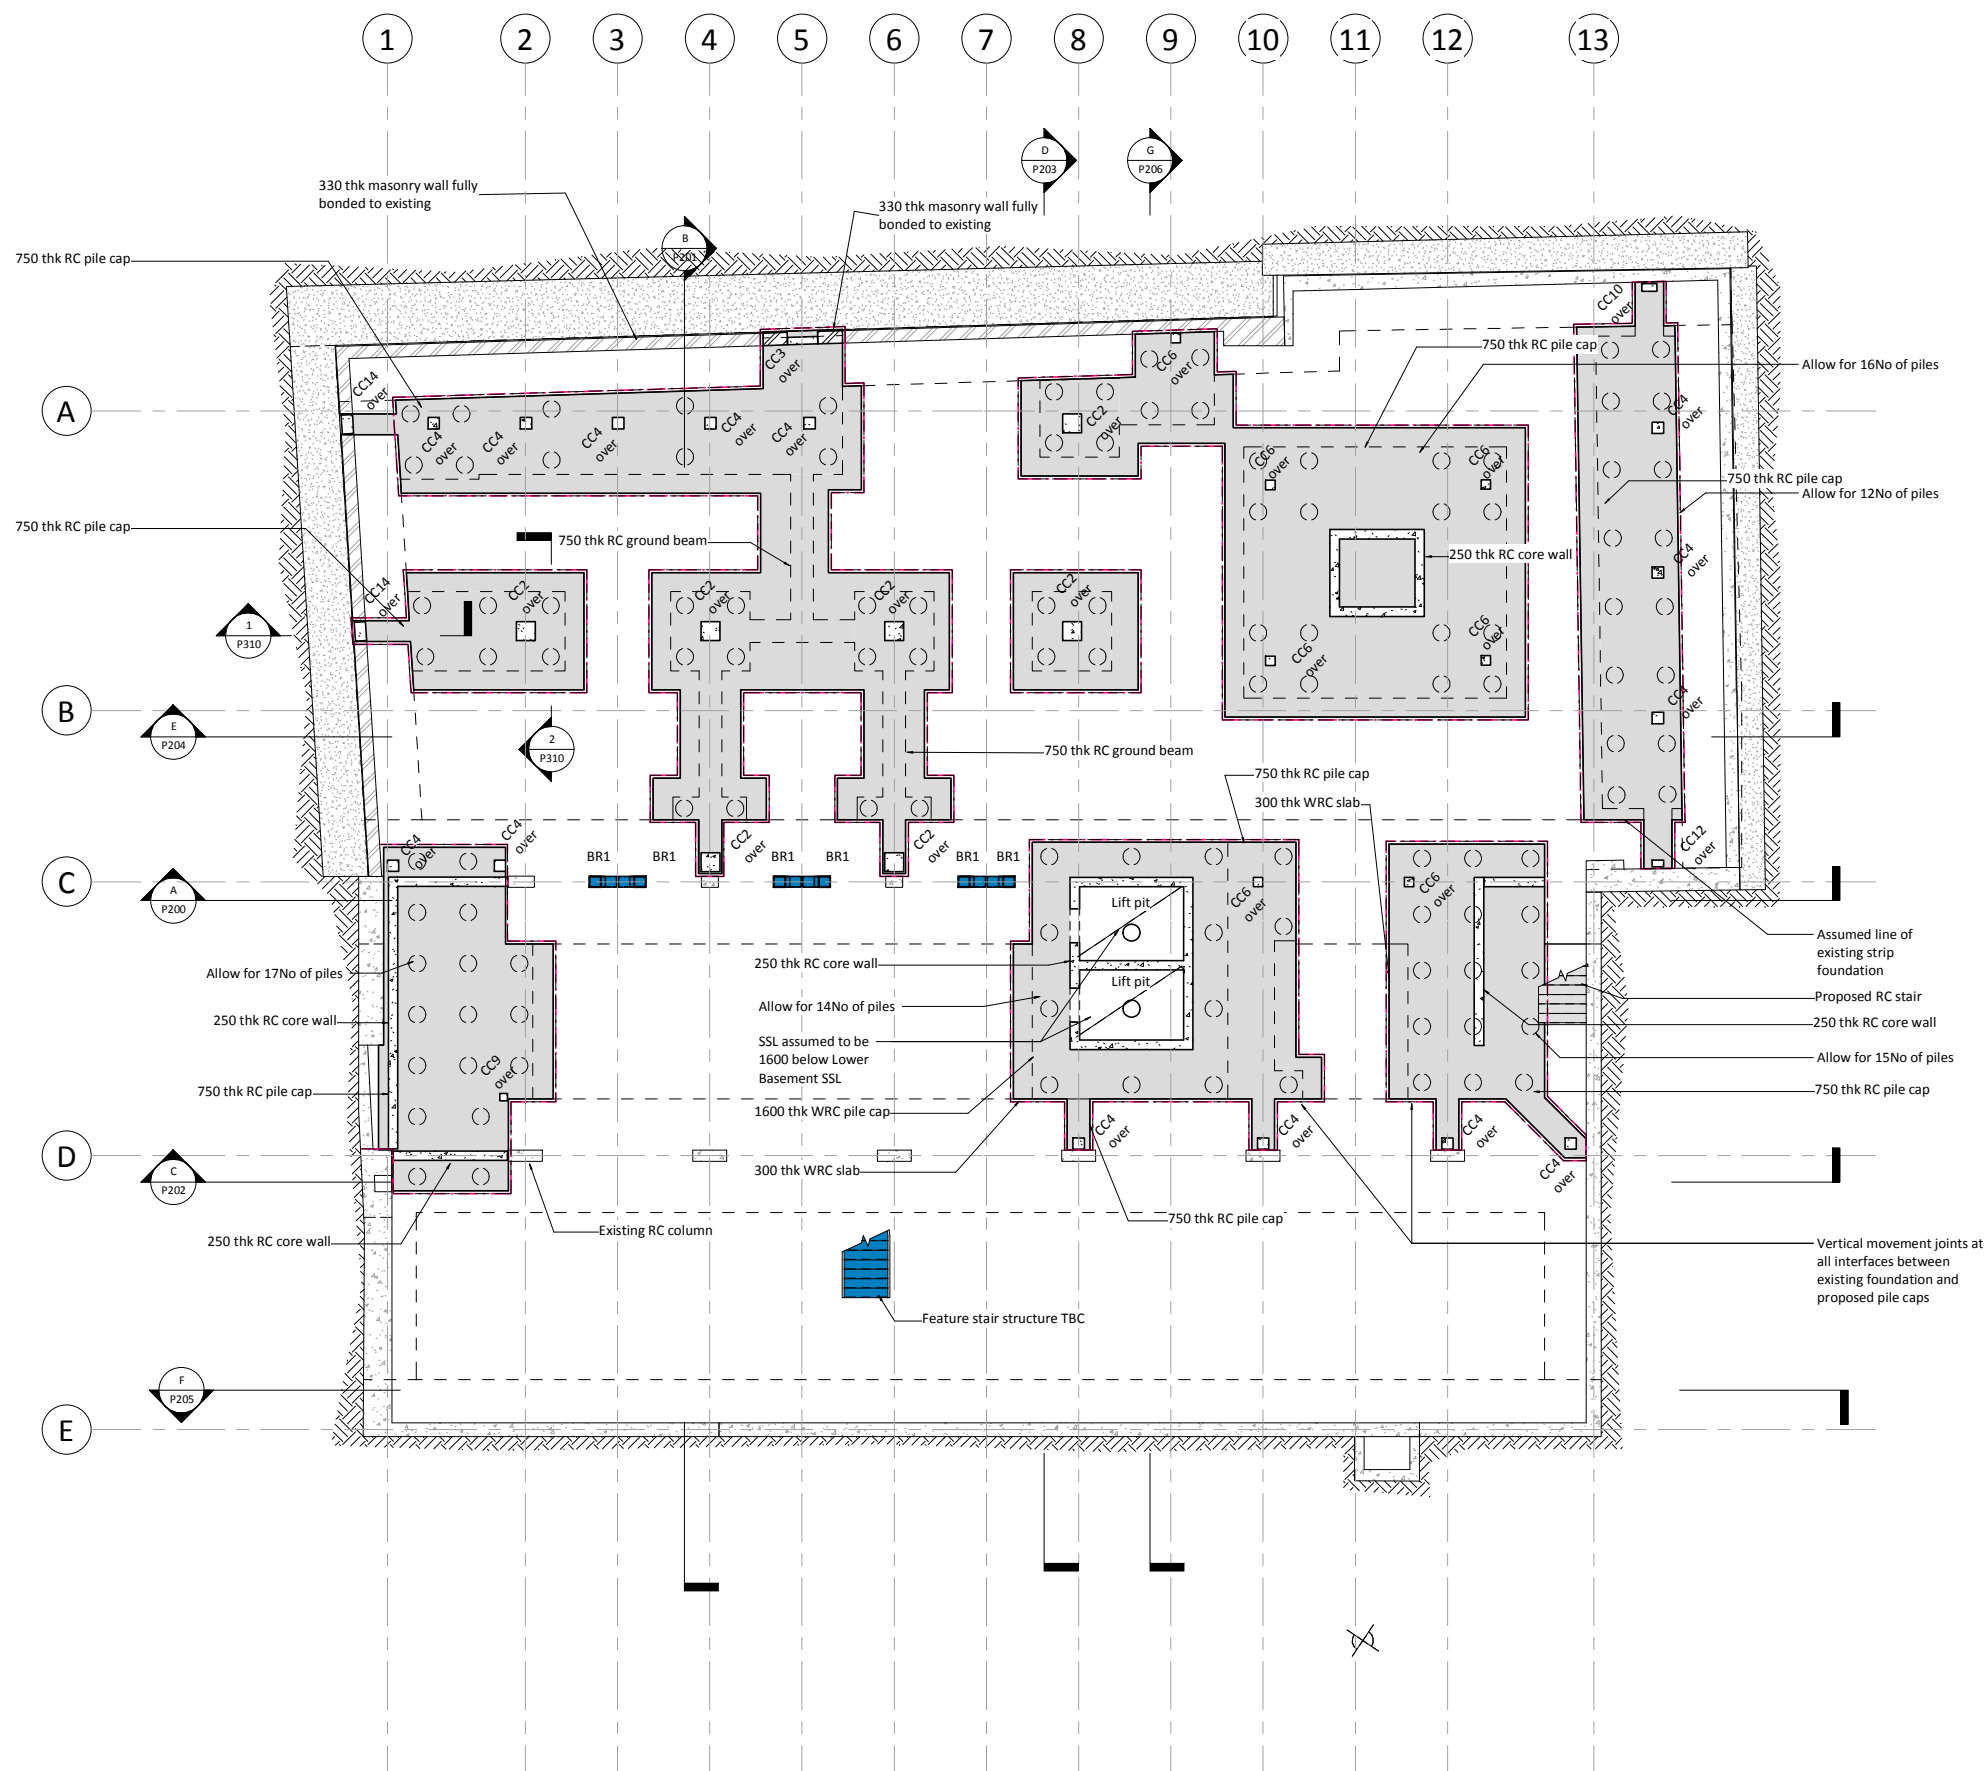 1
2
3
4
5
6
7
8
9
10
11
12
13
D
P203
G
P206
330 thk masonry wall fully
bonded to existing
330 thk masonry wall fully
bonded to existing
B
P201
750 thk RC pile cap
CC10
over
CC3
over
CC6
over
750 thk RC pile cap
Allow for 16No of piles
CC14
over
A
CC4
over
CC4
over
CC4
over
CC4
over
CC4
over
CC2
over
CC4
over
CC6
over
CC6
over
750 thk RC pile cap
Allow for 12No of piles
750 thk RC pile cap
750 thk RC ground beam
250 thk RC core wall
CC4
over
CC14
over
CC2
over
CC2
over
CC2
over
CC2
over
1
P310
CC6
over
CC6
over
B
E
P204
2
P310
750 thk RC ground beam
CC4
over
750 thk RC pile cap
300 thk WRC slab
CC4
over
CC4
over
CC2
over
CC2
over
CC12
over
BR1
BR1
BR1
BR1
BR1
BR1
C
A
P200
CC6
over
CC6
over
Lift pit
Lift pit
Assumed line of
existing strip
foundation
250 thk RC core wall
Allow for 17No of piles
Allow for 14No of piles
Proposed RC stair
250 thk RC core wall
250 thk RC core wall
SSL assumed to be
1600 below Lower
Basement SSL
Allow for 15No of piles
CC9
over
750 thk RC pile cap
750 thk RC pile cap
1600 thk WRC pile cap
CC4
over
CC4
over
CC4
over
CC4
over
D
C
P202
300 thk WRC slab
750 thk RC pile cap
Existing RC column
250 thk RC core wall
Vertical movement joints at
all interfaces between
existing foundation and
proposed pile caps
Feature stair structure TBC
F
P205
E